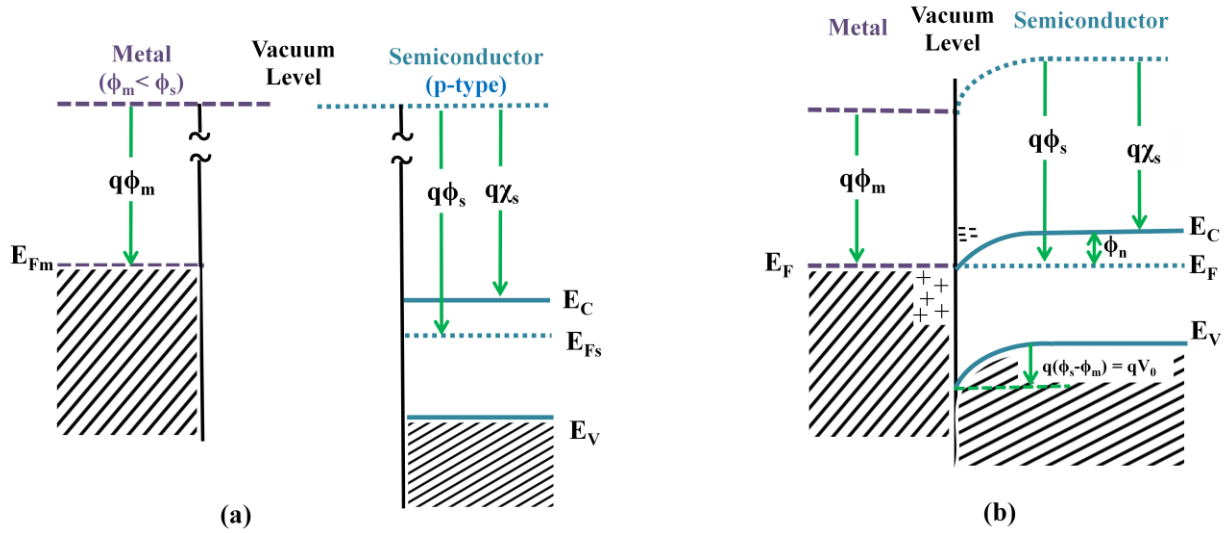 Metal
(ϕm< ϕs)
Vacuum
Level
Semiconductor
(p-type)
qϕm
qϕs
qχs
EFm
EC
EFs
EV
(a)
Metal
Vacuum
Level
Semiconductor
qϕm
qϕs
qχs
EC
ϕn
EF
EF
+ +
+
+ +
EV
q(ϕs-ϕm) = qV0
(b)